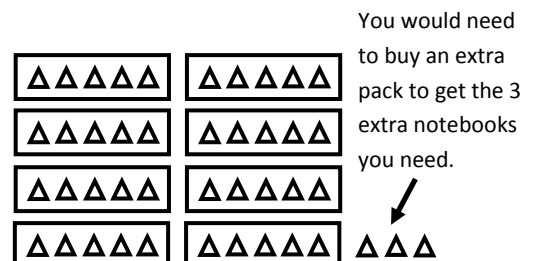 You would need
to buy an extra
pack to get the 3
extra notebooks
you need.